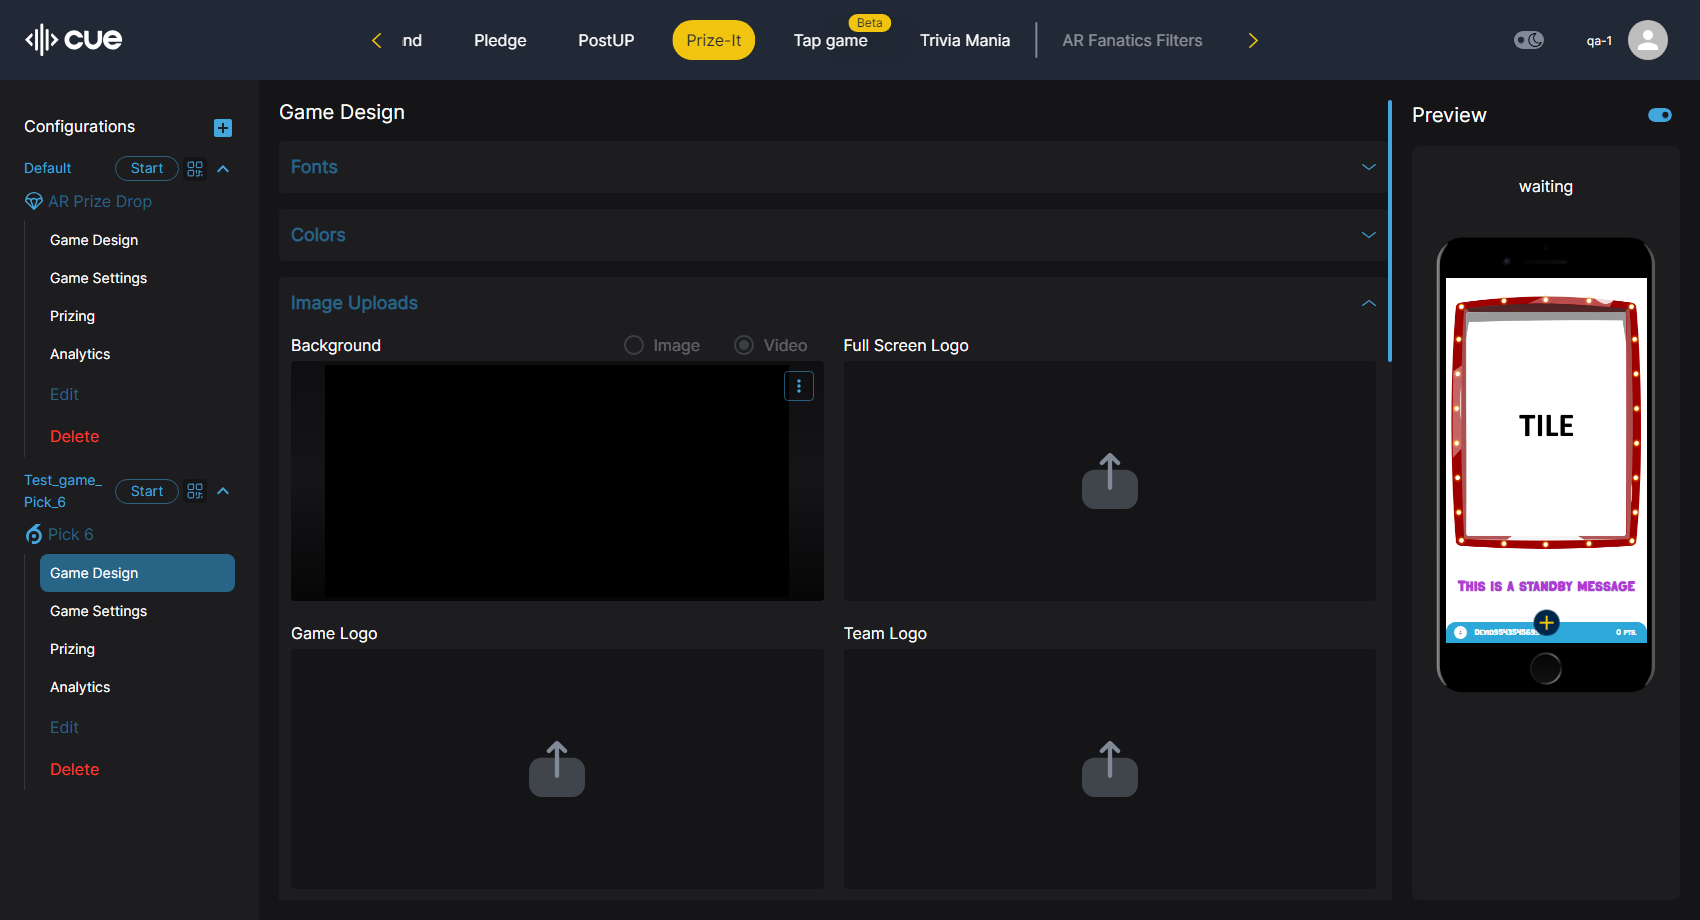 cue
nd
Pledge
PostUP
Prize-It
Beta
Tap game
Trivia Mania
AR Fanatics Filters
qa-1
Configurations
Default
Start
AR Prize Drop
Game Design
Game Settings
Prizing
Analytics
Edit
Delete
Test_game_
Pick_6
Start
Pick 6
Game Design
Game Settings
Prizing
Analytics
Edit
Delete
Game Design
Fonts
Colors
Image Uploads
Background
Image
Video
Full Screen Logo
Game Logo
Team Logo
Preview
waiting
TILE
THIS IS A STANDBY MESSAGE
0 PTS.